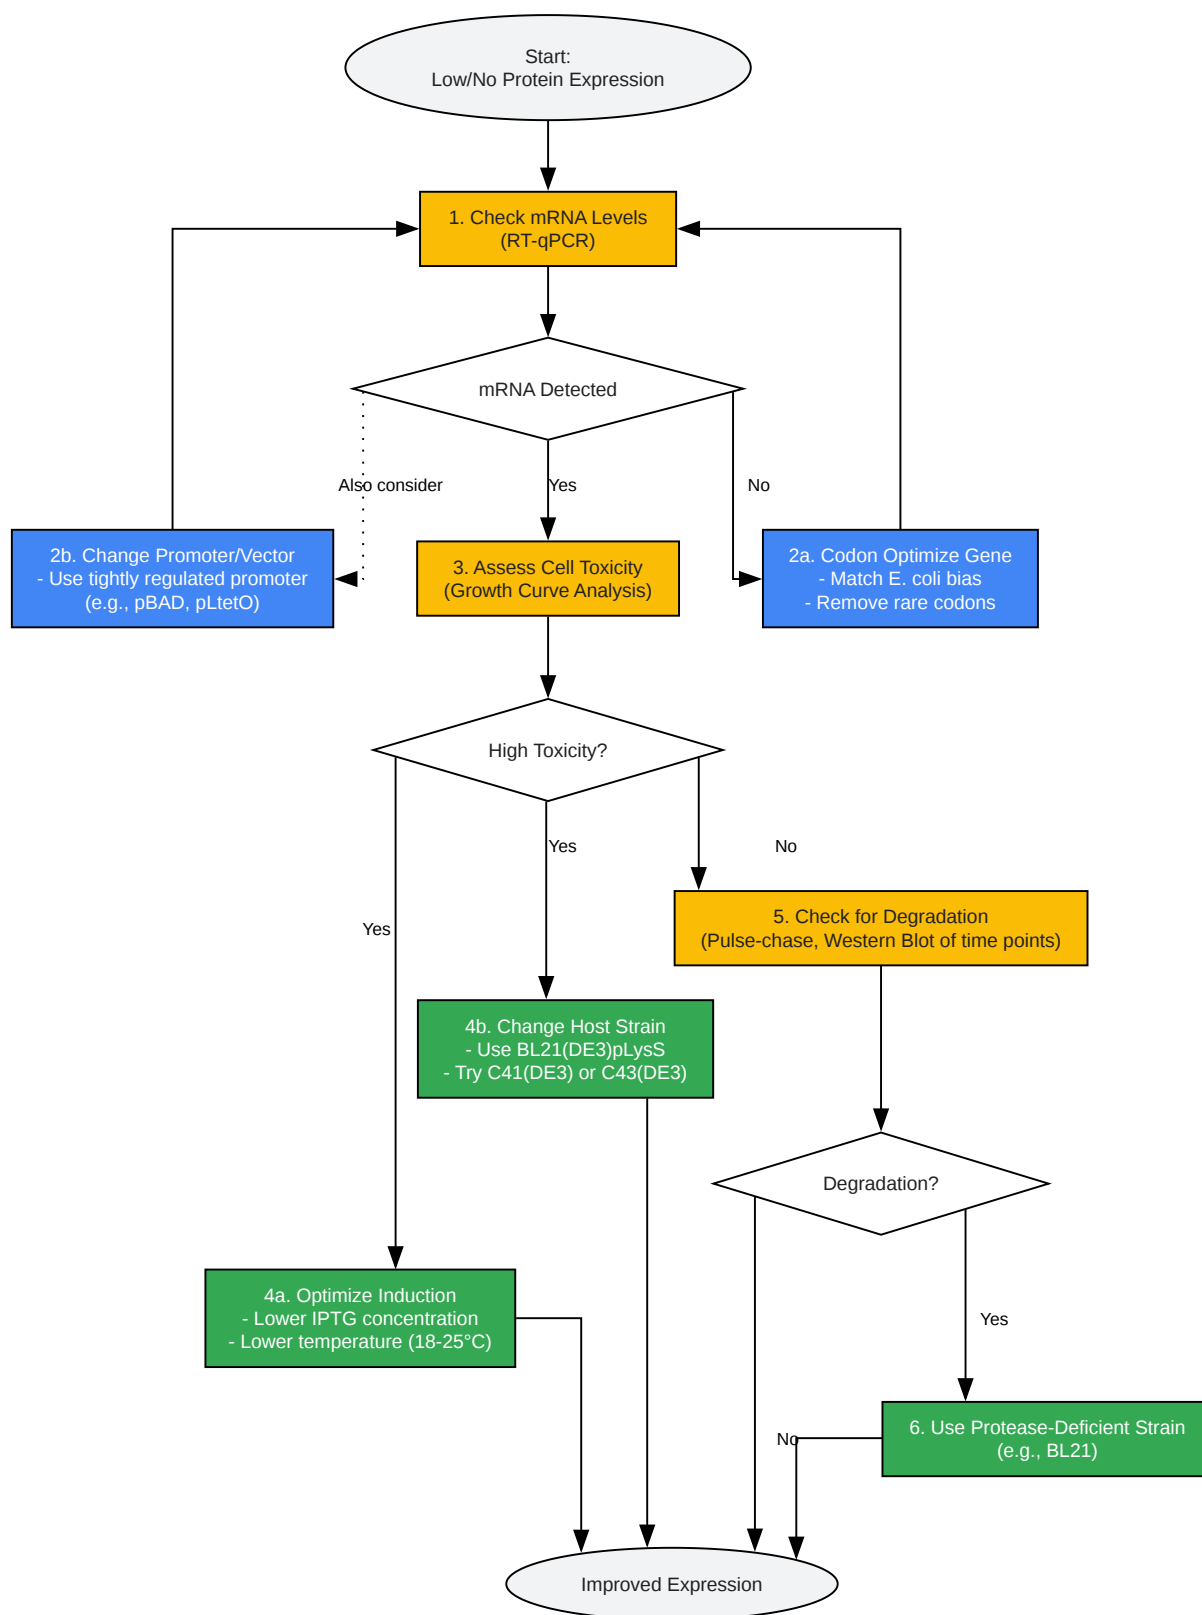 Start:
Low/No Protein Expression
1. Check mRNA Levels
(RT-qPCR)
mRNA Detected
Also consider
Yes
No
2b. Change Promoter/Vector
- Use tightly regulated promoter
(e.g., pBAD, pLtetO)
3. Assess Cell Toxicity
(Growth Curve Analysis)
2a. Codon Optimize Gene
- Match E. coli bias
- Remove rare codons
High Toxicity?
Yes
No
Yes
5. Check for Degradation
(Pulse-chase, Western Blot of time points)
4b. Change Host Strain
- Use BL21(DE3)pLysS
- Try C41(DE3) or C43(DE3)
Degradation?
4a. Optimize Induction
- Lower IPTG concentration
- Lower temperature (18-25°C)
Yes
No
6. Use Protease-Deficient Strain
(e.g., BL21)
Improved Expression